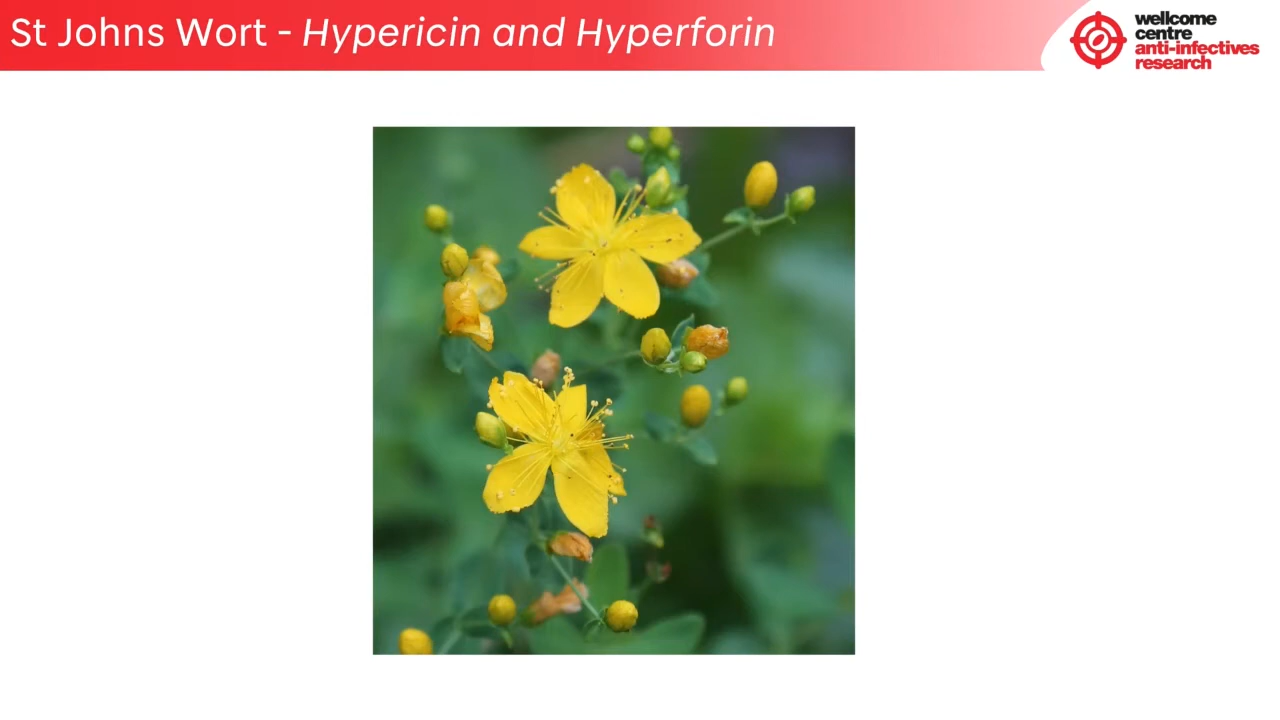 St Johns Wort - Hypericin and Hyperforin
wellcome
centre
anti-infectives
research